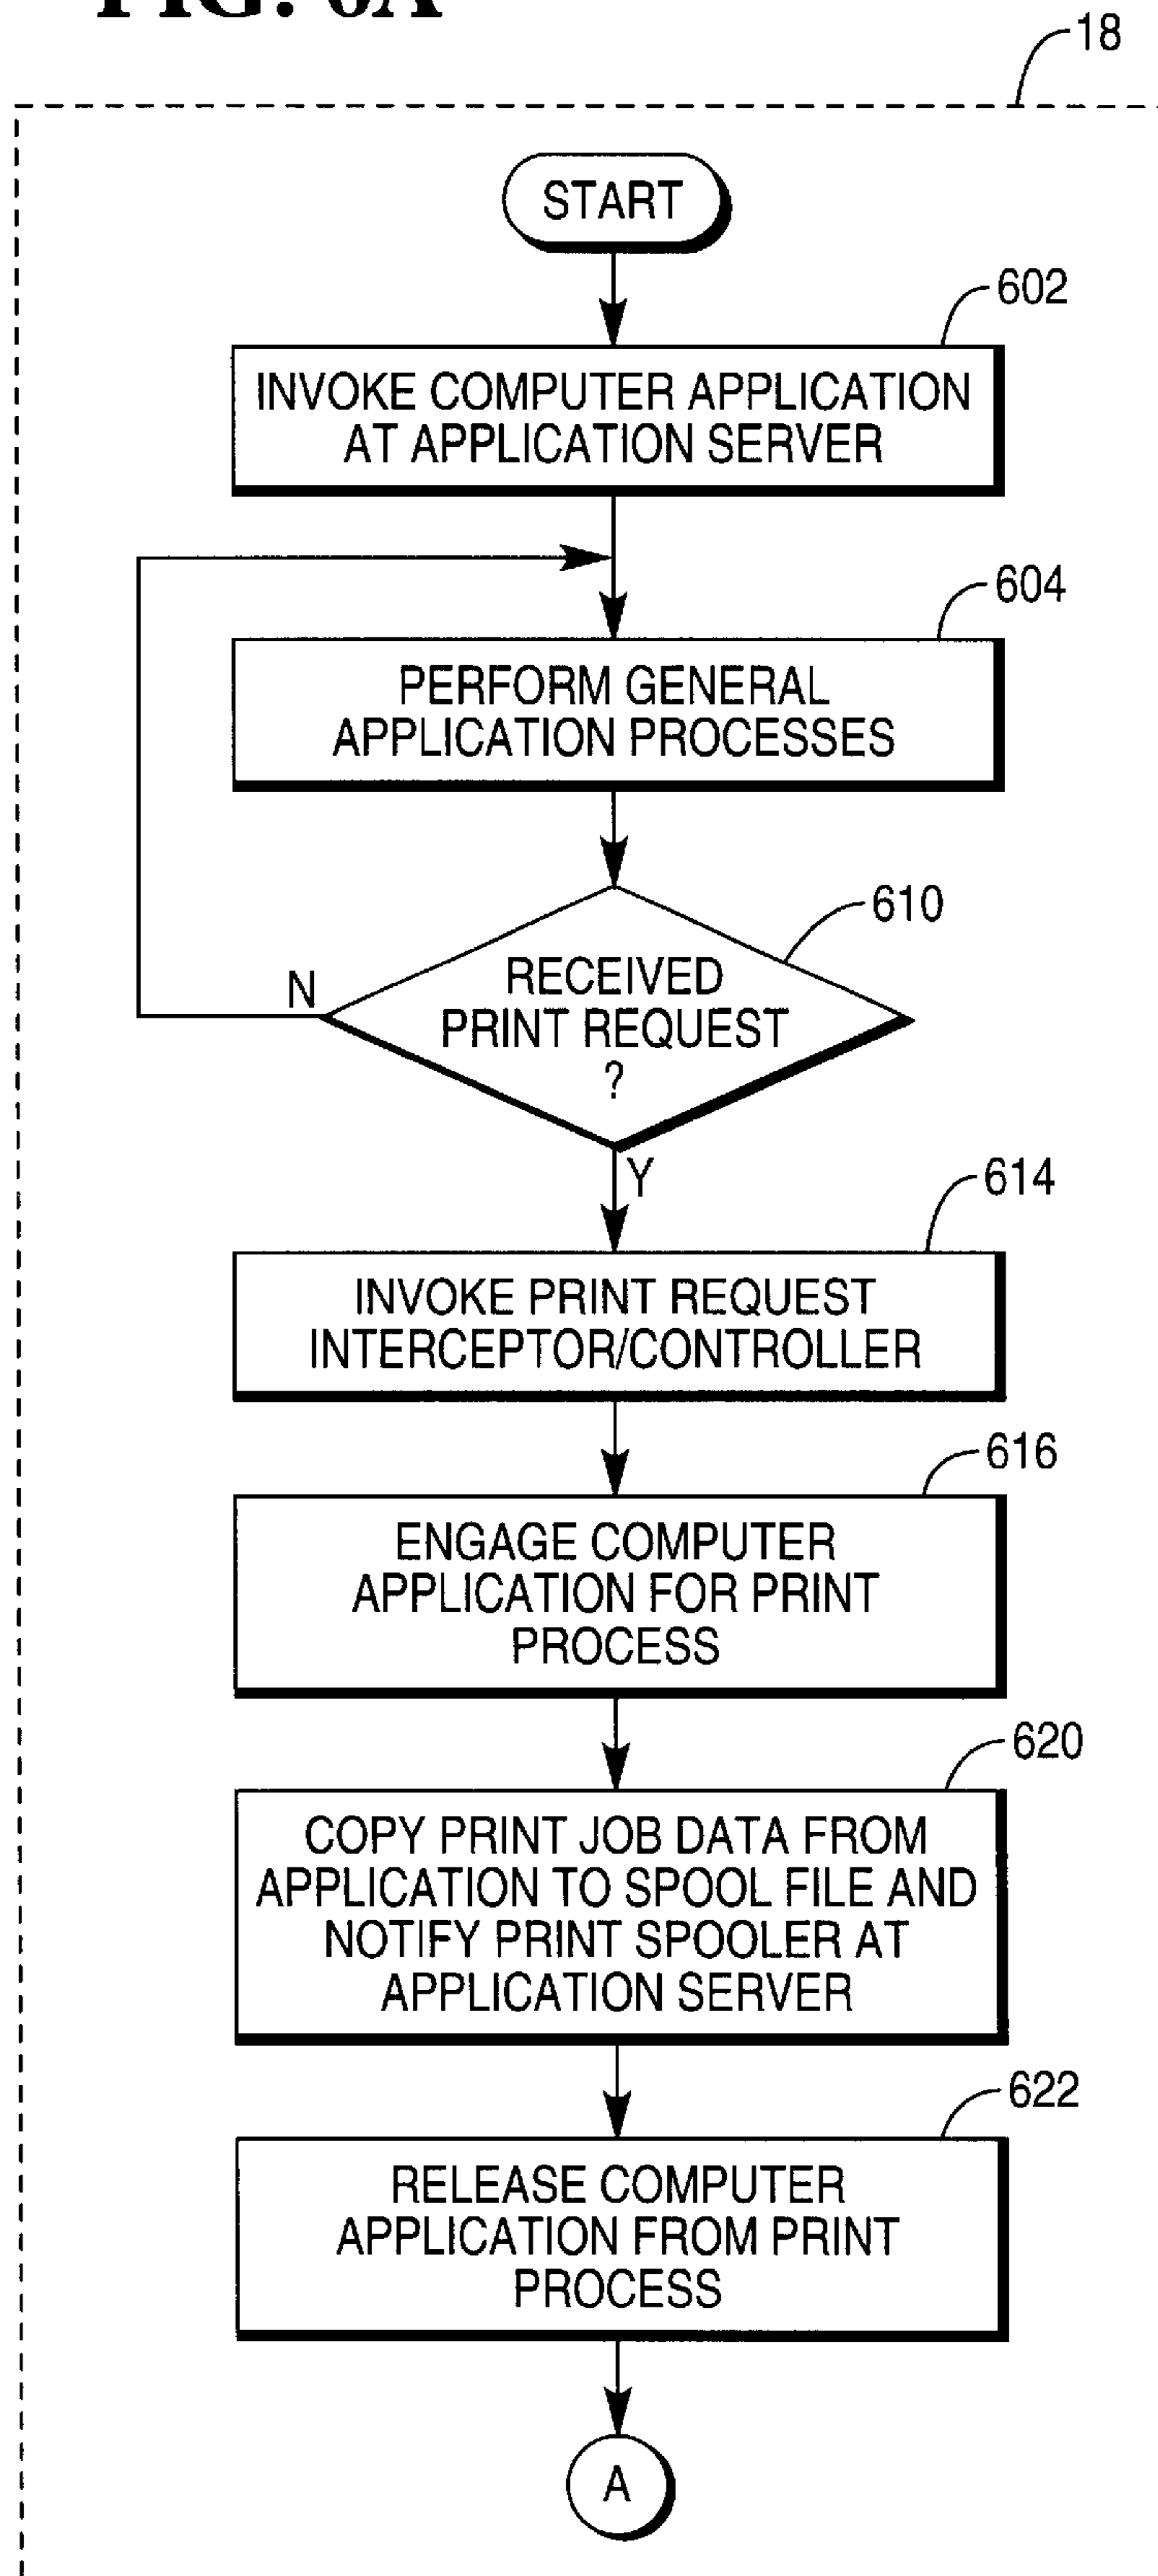 FIG. 6A
18
START
602
INVOKE COMPUTER APPLICATION
AT APPLICATION SERVER
604
PERFORM GENERAL
APPLICATION PROCESSES
610
RECEIVED
PRINT REQUEST
?
N
Y
614
INVOKE PRINT REQUEST
INTERCEPTOR/CONTROLLER
616
ENGAGE COMPUTER
APPLICATION FOR PRINT
PROCESS
620
COPY PRINT JOB DATA FROM
APPLICATION TO SPOOL FILE AND
NOTIFY PRINT SPOOLER AT
APPLICATION SERVER
622
RELEASE COMPUTER
APPLICATION FROM PRINT
PROCESS
A